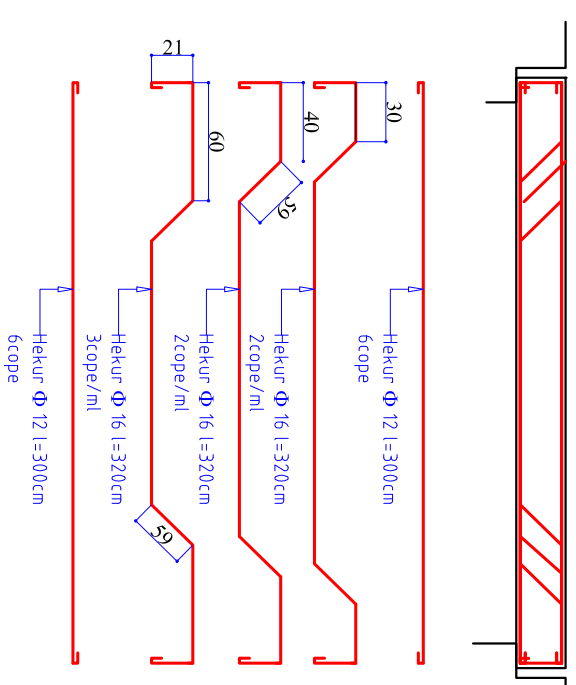 30
Hekur Φ 12 l=300cm
6cope
40
Hekur Φ 16 l=320cm
2cope/ml
21
60
Hekur Φ 16 l=320cm
2cope/ml
59
Hekur Φ 16 l=320cm
3cope/ml
Hekur Φ 12 l=300cm
6cope